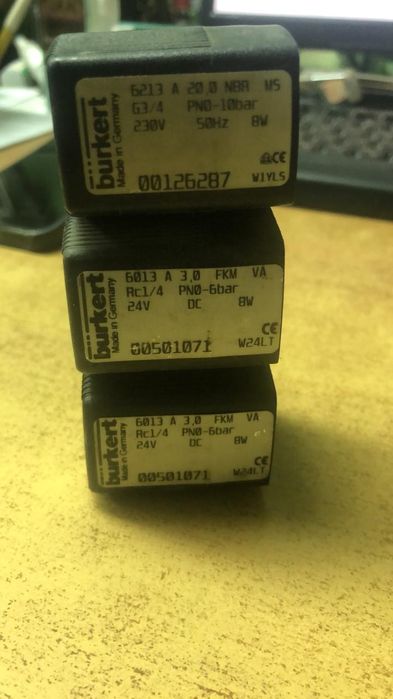 burkert
Made in Germany
6213 A 20,0 NBR MS
G3/4 PN0-10bar
230V 50Hz 8W
CE
00126287 W1YLS
burkert
Made in Germany
6013 A 3,0 FKM VA
Rc1/4 PN0-6bar
24V DC 8W
CE
00501071 W24LT
burkert
Made in Germany
6013 A 3,0 FKM VA
Rc1/4 PN0-6bar
24V DC 8W
CE
00501071 W24LT